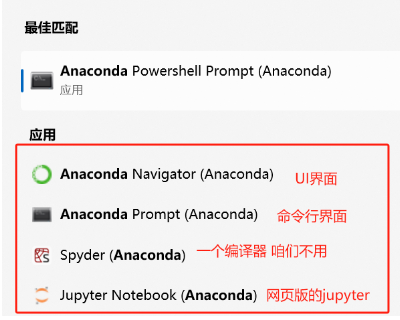 最佳匹配
Anaconda Powershell Prompt (Anaconda)
应用
应用
Anaconda Navigator (Anaconda) UI界面
Anaconda Prompt (Anaconda) 命令行界面
Spyder (Anaconda) 一个编译器 咱们不用
Jupyter Notebook (Anaconda) 网页版的jupyter